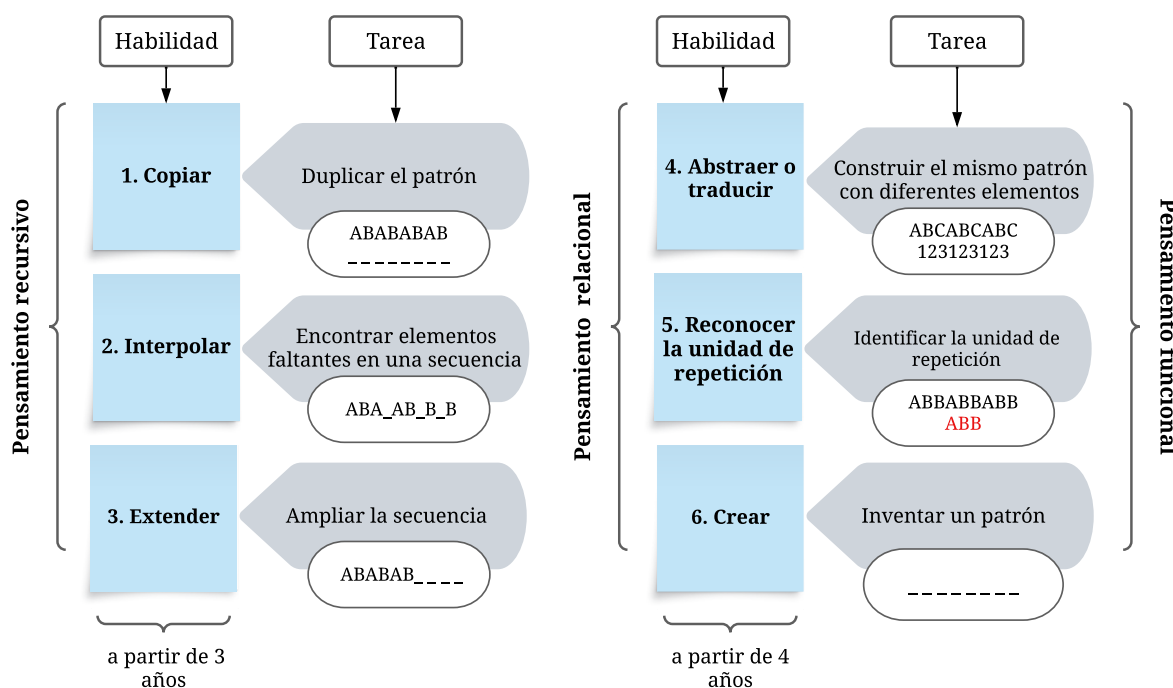 Habilidad
Tarea
Pensamiento recursivo
1. Copiar
Duplicar el patrón
ABABABAB
_ _ _ _ _ _ _ _
2. Interpolar
Encontrar elementos
faltantes en una secuencia
ABA_AB_B_B
3. Extender
Ampliar la secuencia
ABABAB_ _ _ _
a partir de 3
años
Habilidad
Tarea
Pensamiento relacional
4. Abstraer o
traducir
Construir el mismo patrón
con diferentes elementos
ABCABCABC
123123123
5. Reconocer
la unidad de
repetición
Identificar la unidad de
repetición
ABBABBABB
ABB
6. Crear
Inventar un patrón
_ _ _ _ _ _ _ _
a partir de 4
años
Pensamiento funcional